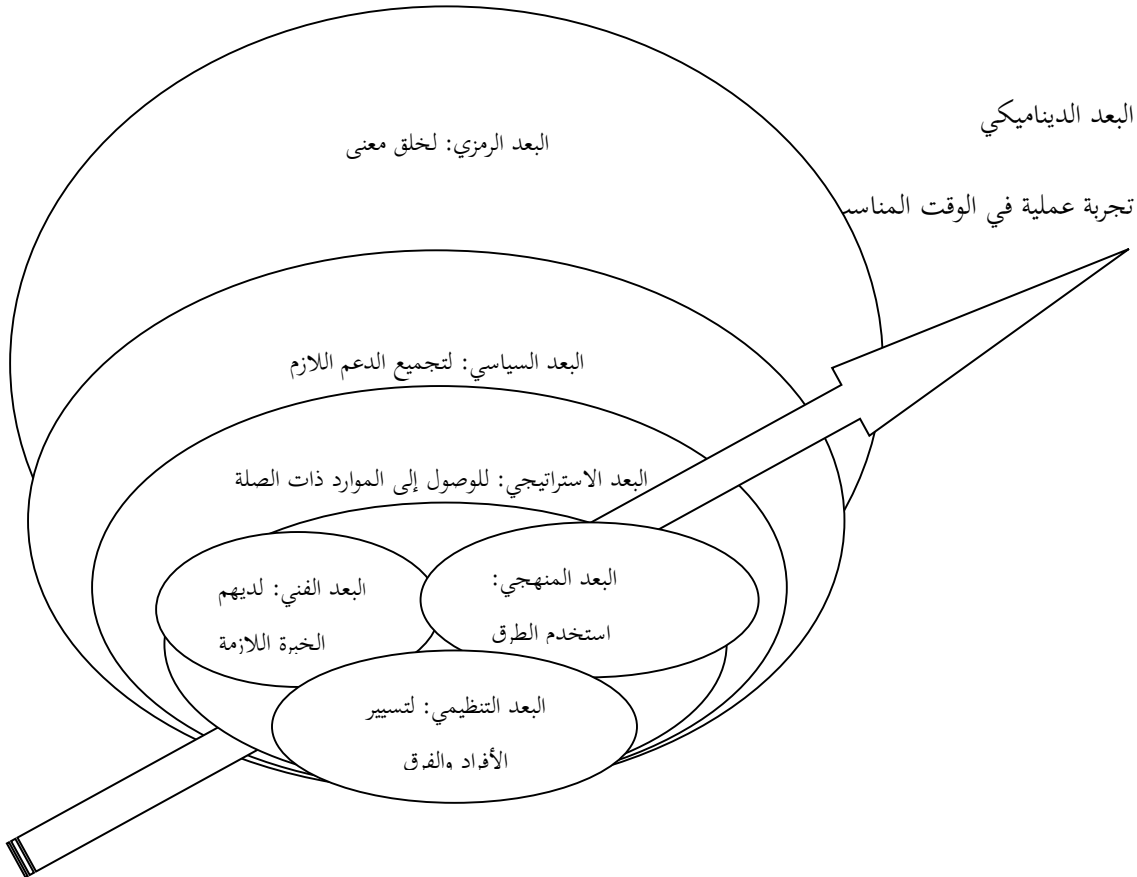 البعد الديناميكي
البعد الرمزي: لخلق معنى
تجربة عملية في الوقت المناسب
البعد السياسي: لتجميع الدعم اللازم
البعد الاستراتيجي: للوصول إلى الموارد ذات الصلة
البعد المنهجي:
استخدم الطرق
البعد الفني: لديهم
الخبرة اللازمة
البعد التنظيمي: لتسيير
الأفراد والفرق